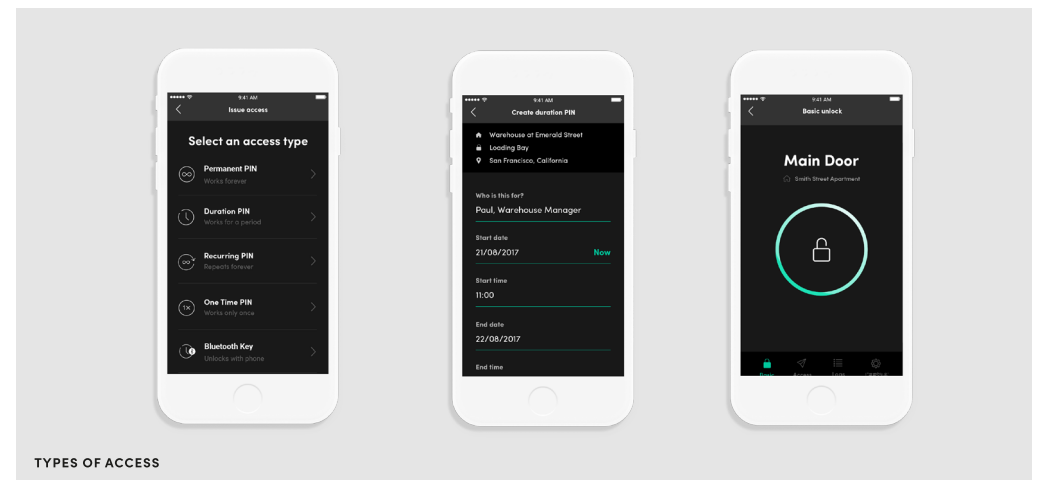 9:41 AM
Issue access
Select an access type
Permanent PIN
Works forever
Duration PIN
Works for a period
Recurring PIN
Repeats forever
One Time PIN
1×
Works only once
Bluetooth Key
Unlocks with phone
9:41 AM
Create duration PIN
Warehouse at Emerald Street
Loading Bay
San Francisco, California
Who is this for?
Paul, Warehouse Manager
Start date
21/08/2017 Now
Start time
11:00
End date
22/08/2017
End time
9:41 AM
Basic unlock
Main Door
Smith Street Apartment
Basic Access Logs
TYPES OF ACCESS